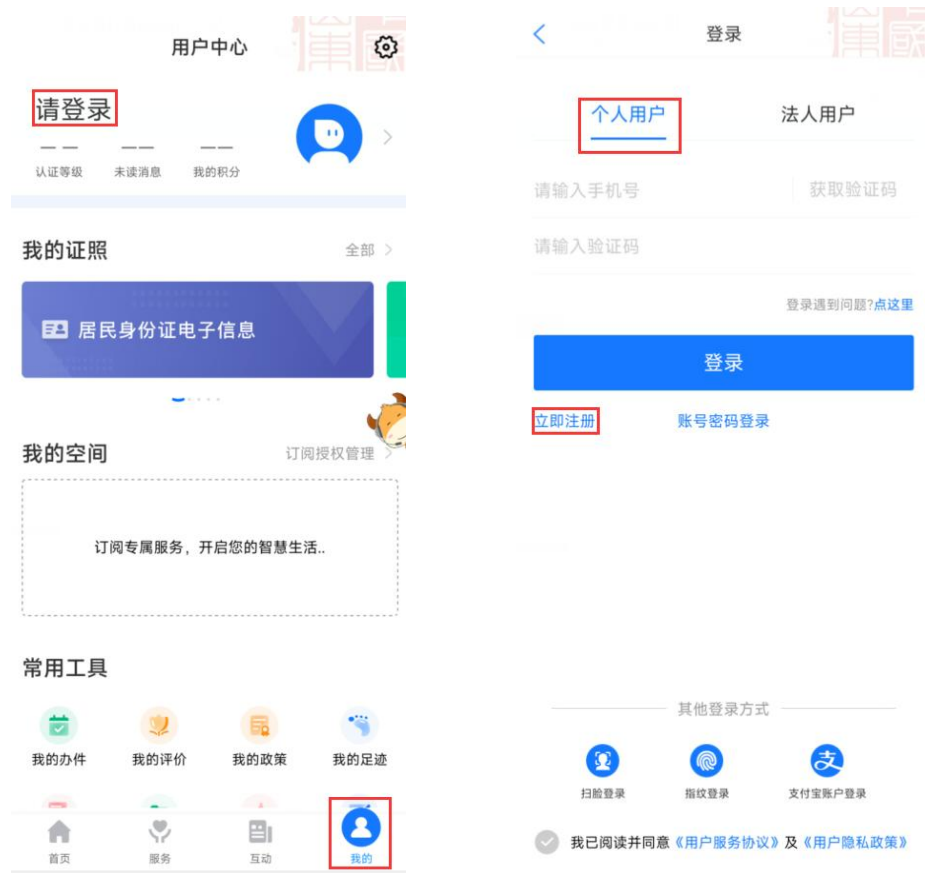 用户中心
请登录
—— —— ——
认证等级 未读消息 我的积分
我的证照 全部 >
居民身份证电子信息
我的空间 订阅授权管理 >
订阅专属服务，开启您的智慧生活..
常用工具
我的办件 我的评价 我的政策 我的足迹
首页 服务 互动 我的
登录
个人用户 法人用户
请输入手机号 获取验证码
请输入验证码
登录遇到问题?点这里
登录
立即注册 账号密码登录
其他登录方式
支
扫脸登录 指纹登录 支付宝账户登录
我已阅读并同意《用户服务协议》及《用户隐私政策》